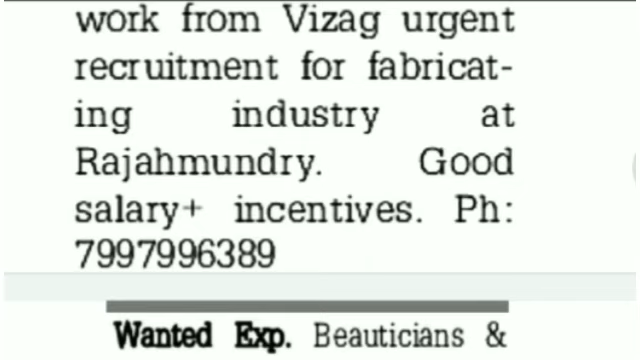 work from Vizag urgent
recruitment for fabricat-
ing industry at
Rajahmundry. Good
salary+ incentives. Ph:
7997996389
Wanted Exp. Beauticians &